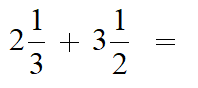 2 1/3 + 3 1/2 =